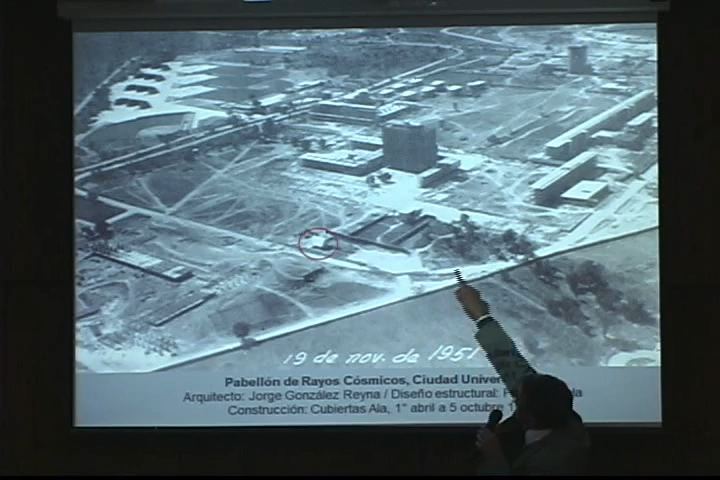 19 de nov. de 1951
Pabellón de Rayos Cósmicos, Ciudad
Arquitecto: Jorge González Reyna / Diseño estructural:
Construcción: Cubiertas Ala, 1° abril a 5 octubre